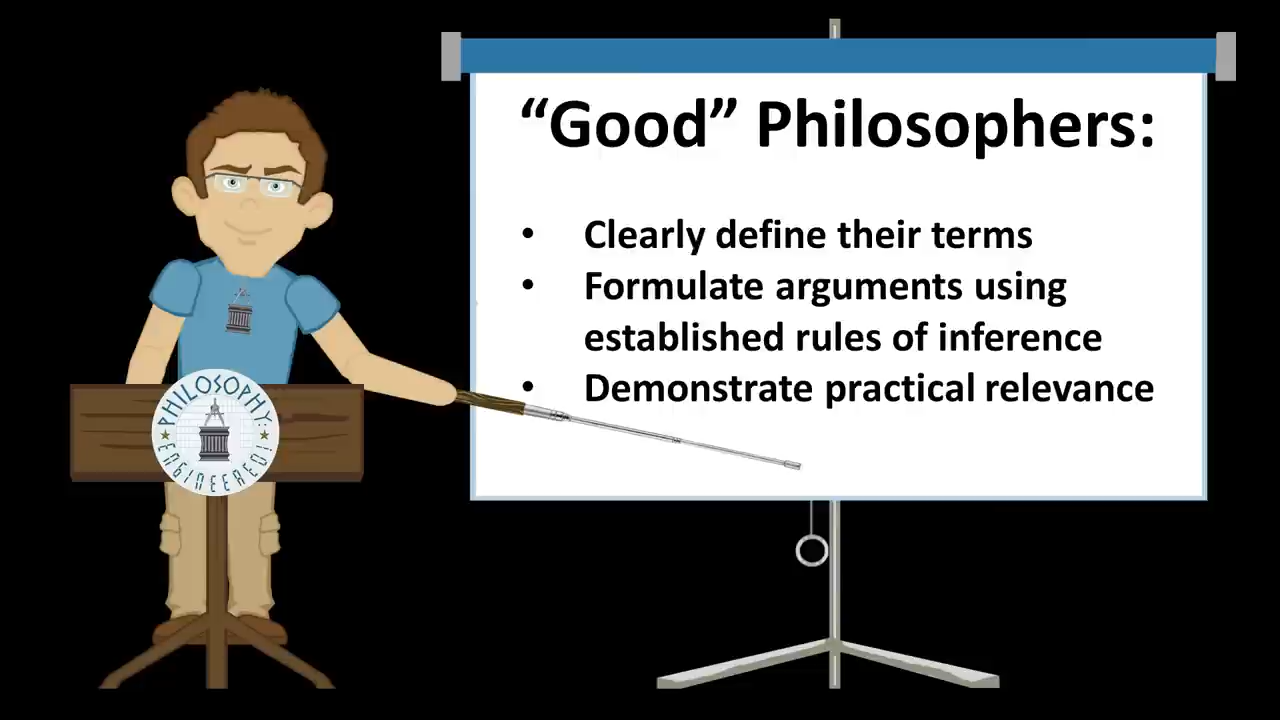 “Good” Philosophers:
• Clearly define their terms
• Formulate arguments using
established rules of inference
• Demonstrate practical relevance
PHILOSOPHY:
ENGINEERED!